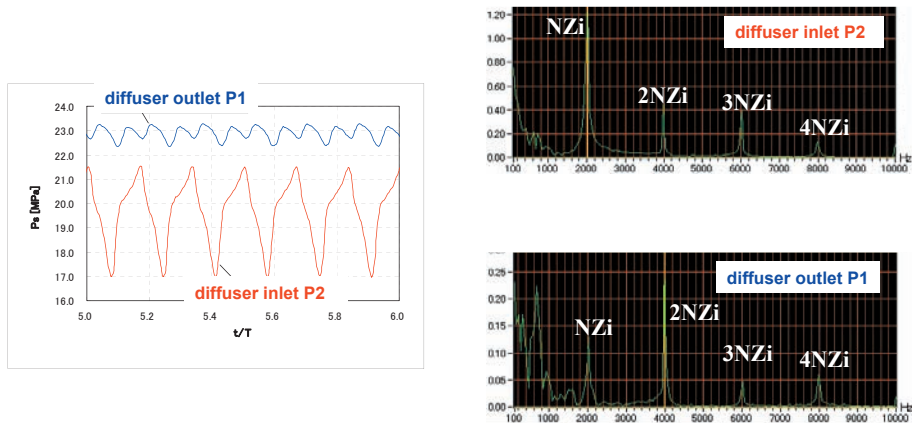 diffuser outlet P1
24.0
23.0
22.0
21.0
20.0
19.0
18.0
17.0
16.0
Ps [MPa]
diffuser inlet P2
5.0 5.2 5.4 5.6 5.8 6.0
t/T
diffuser inlet P2
1.20
1.00
0.80
0.60
0.40
0.20
0.00
NZi
2NZi
3NZi
4NZi
100 1000 2000 3000 4000 5000 6000 7000 8000 9000 10000
Hz
diffuser outlet P1
0.25
0.20
0.15
0.10
0.05
0.00
NZi
2NZi
3NZi
4NZi
100 1000 2000 3000 4000 5000 6000 7000 8000 9000 10000
Hz